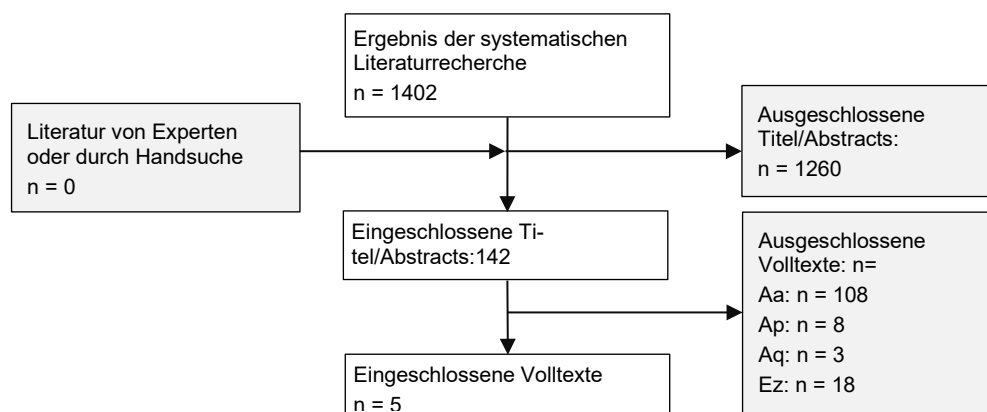 Ergebnis der systematischen
Literaturrecherche
n = 1402
Literatur von Experten
oder durch Handsuche
n = 0
Ausgeschlossene
Titel/Abstracts:
n = 1260
Eingeschlossene Ti-
tel/Abstracts:142
Ausgeschlossene
Volltexte: n=
Aa: n = 108
Ap: n = 8
Aq: n = 3
Ez: n = 18
Eingeschlossene Volltexte
n = 5